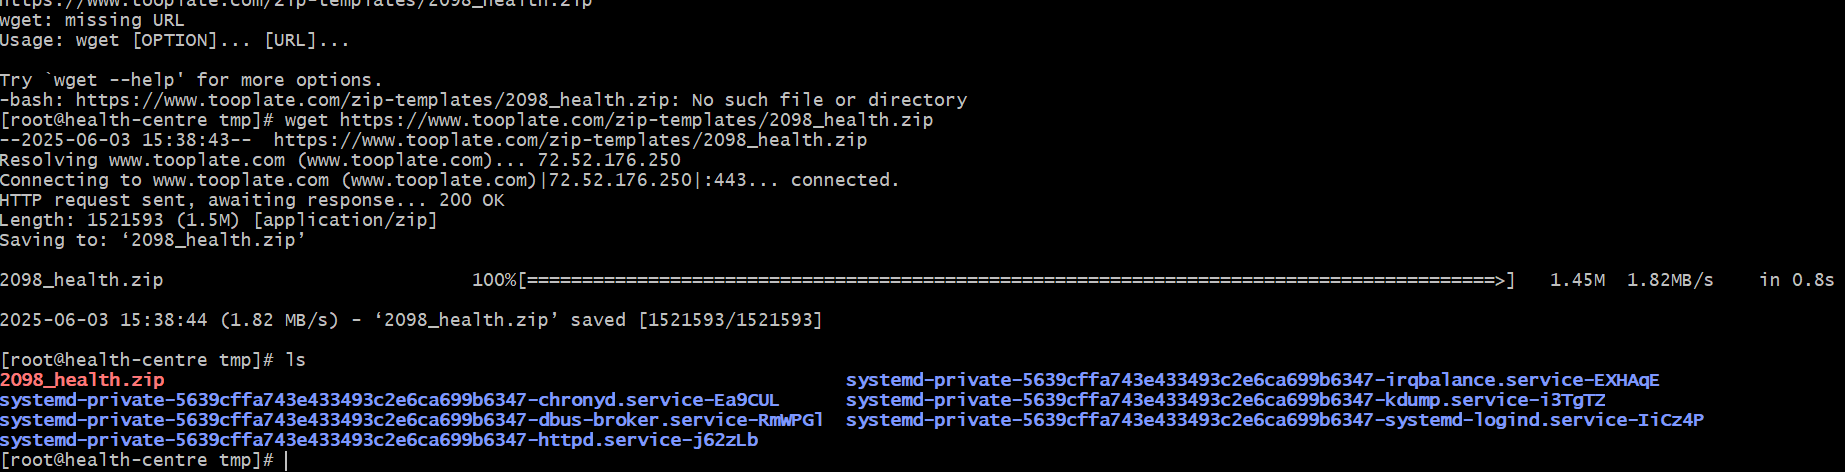 https://www.tooplate.com/zip-templates/2098_health.zip
wget: missing URL
Usage: wget [OPTION]... [URL]...
Try `wget --help' for more options.
-bash: https://www.tooplate.com/zip-templates/2098_health.zip: No such file or directory
[root@health-centre tmp]# wget https://www.tooplate.com/zip-templates/2098_health.zip
--2025-06-03 15:38:43--  https://www.tooplate.com/zip-templates/2098_health.zip
Resolving www.tooplate.com (www.tooplate.com)... 72.52.176.250
Connecting to www.tooplate.com (www.tooplate.com)|72.52.176.250|:443... connected.
HTTP request sent, awaiting response... 200 OK
Length: 1521593 (1.5M) [application/zip]
Saving to: ‘2098_health.zip’
2098_health.zip 100%[=========================================================================================>] 1.45M 1.82MB/s in 0.8s
2025-06-03 15:38:44 (1.82 MB/s) - ‘2098_health.zip’ saved [1521593/1521593]
[root@health-centre tmp]# ls
2098_health.zip systemd-private-5639cffa743e433493c2e6ca699b6347-irqbalance.service-EXHAqE
systemd-private-5639cffa743e433493c2e6ca699b6347-chronyd.service-Ea9CUL systemd-private-5639cffa743e433493c2e6ca699b6347-kdump.service-i3TgTZ
systemd-private-5639cffa743e433493c2e6ca699b6347-dbus-broker.service-RmWPGl systemd-private-5639cffa743e433493c2e6ca699b6347-systemd-logind.service-IiCz4P
systemd-private-5639cffa743e433493c2e6ca699b6347-httpd.service-j62zLb
[root@health-centre tmp]#